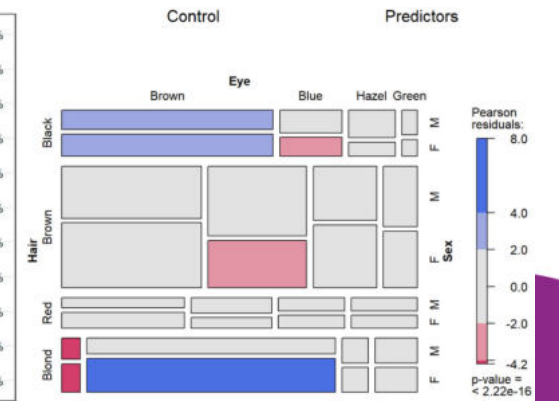 %
%
%
%
%
%
%
%
%
%
%
Control
Predictors
Eye
Brown
Blue
Hazel
Green
Hair
Black
Brown
Red
Blond
M
F
M
F
M
F
M
F
Sex
Pearson
residuals:
8.0
4.0
2.0
0.0
-2.0
-4.2
p-value =
< 2.22e-16